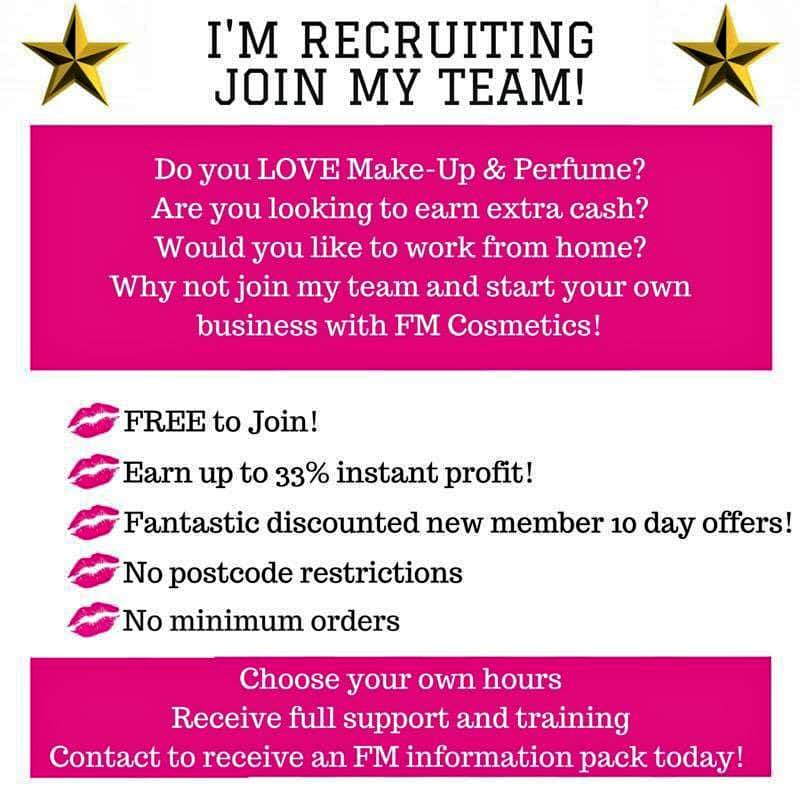 I'M RECRUITING
JOIN MY TEAM!
Do you LOVE Make-Up & Perfume?
Are you looking to earn extra cash?
Would you like to work from home?
Why not join my team and start your own
business with FM Cosmetics!
FREE to Join!
Earn up to 33% instant profit!
Fantastic discounted new member 10 day offers!
No postcode restrictions
No minimum orders
Choose your own hours
Receive full support and training
Contact to receive an FM information pack today!